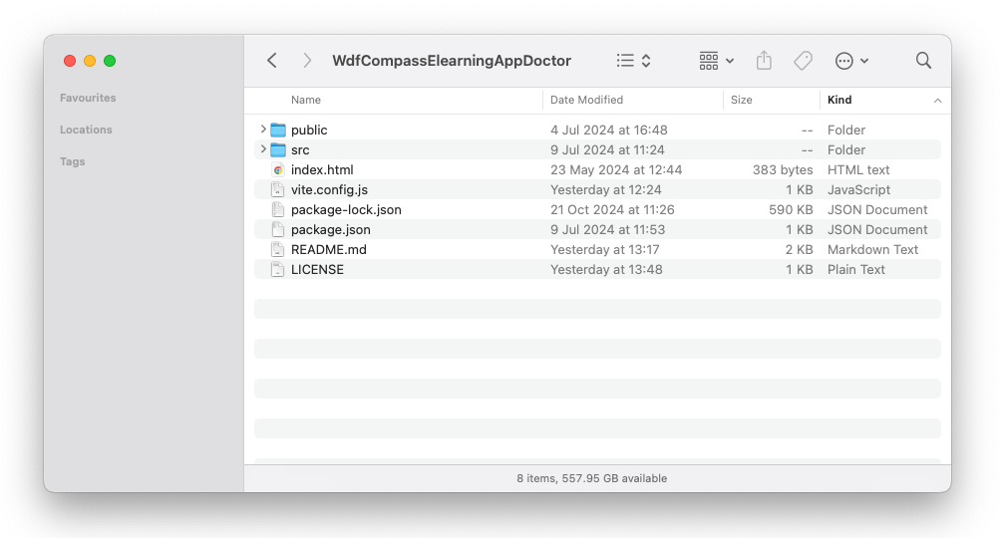 WdfCompassElearningAppDoctor
Favourites
Locations
Tags
Name Date Modified Size Kind
public 4 Jul 2024 at 16:48 -- Folder
src 9 Jul 2024 at 11:24 -- Folder
index.html 23 May 2024 at 12:44 383 bytes HTML text
vite.config.js Yesterday at 12:24 1 KB JavaScript
package-lock.json 21 Oct 2024 at 11:26 590 KB JSON Document
package.json 9 Jul 2024 at 11:53 1 KB JSON Document
README.md Yesterday at 13:17 2 KB Markdown Text
LICENSE Yesterday at 13:48 1 KB Plain Text
8 items, 557.95 GB available